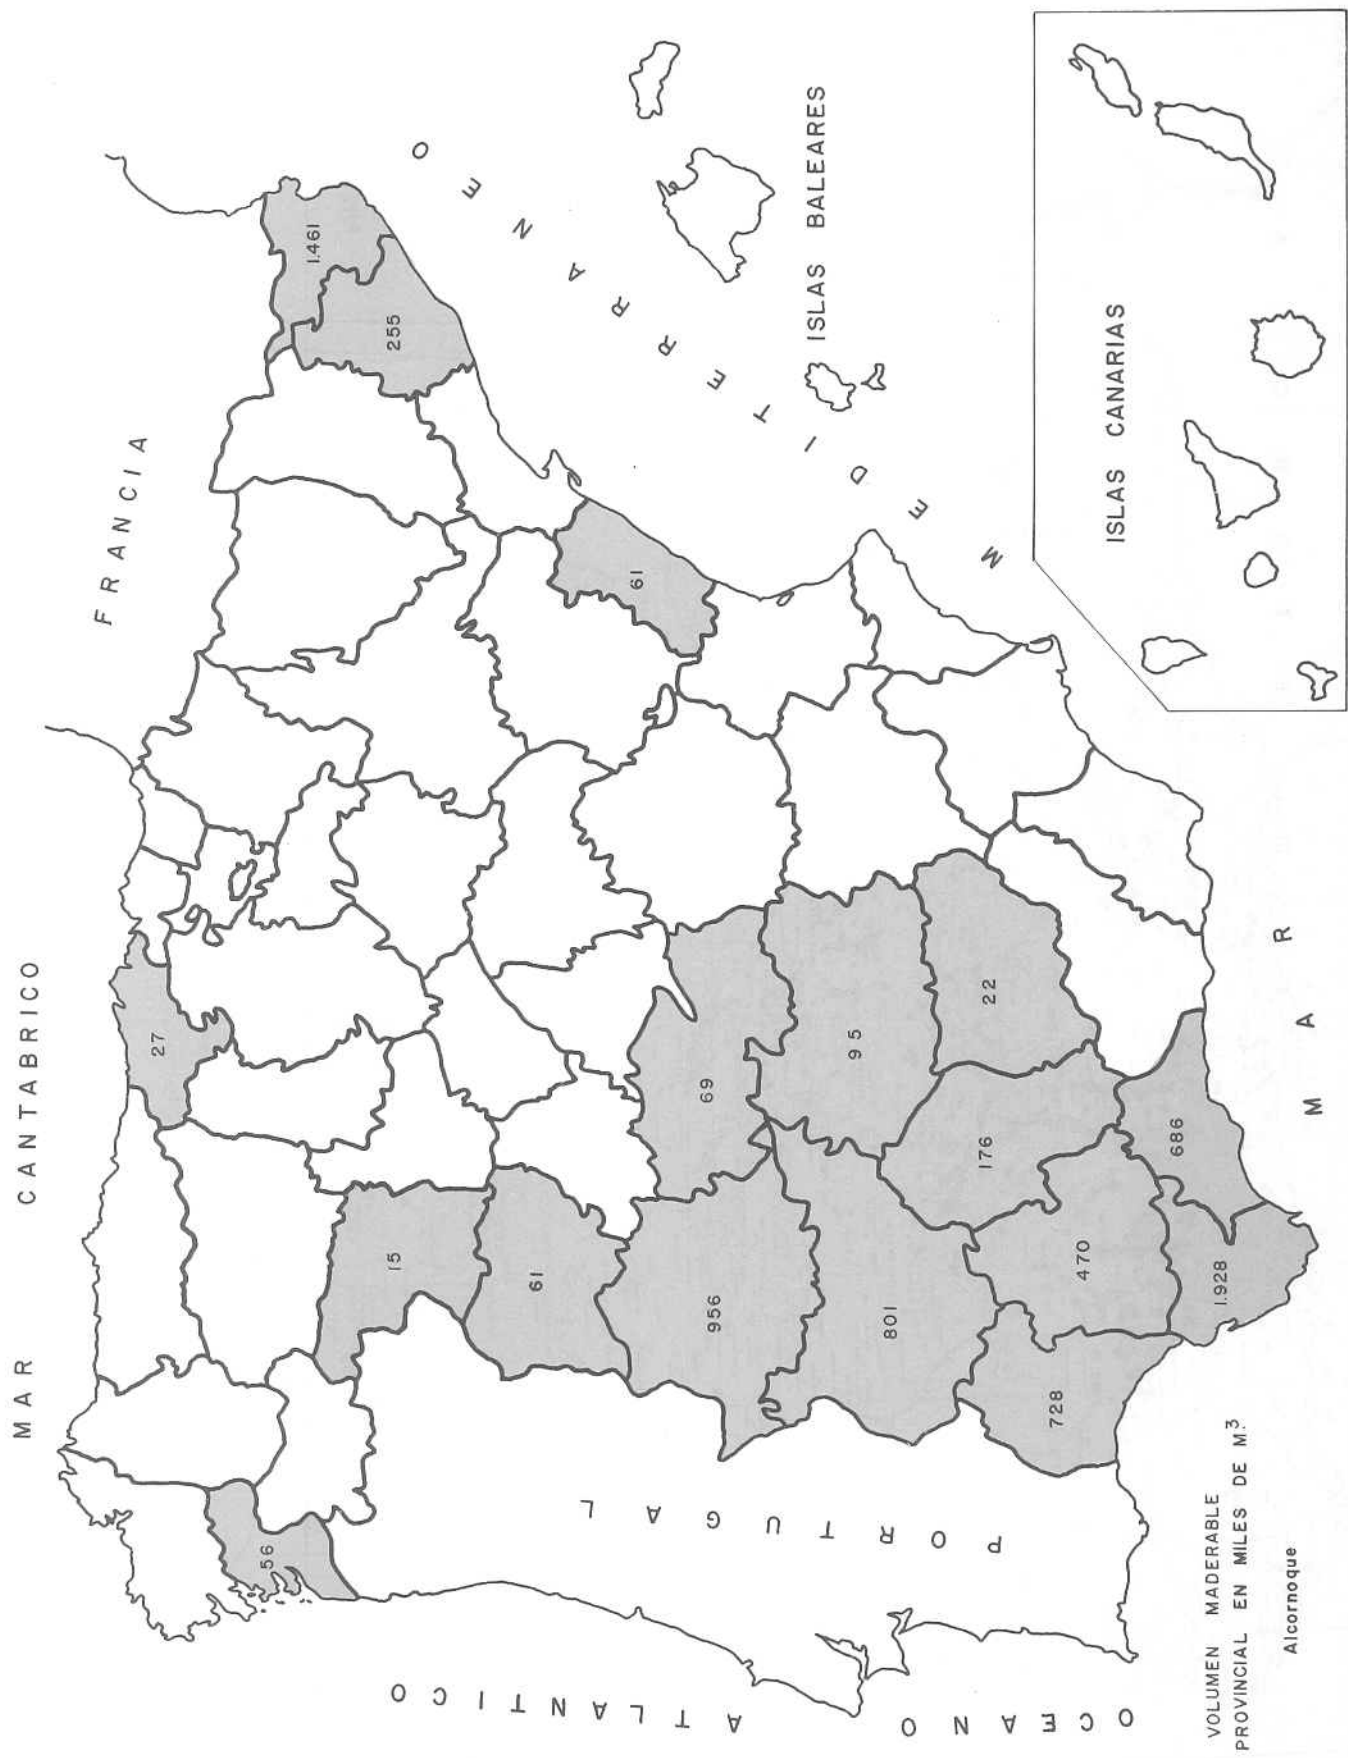 MAR CANTABRICO
FRANCIA
OCEANO ATLANTICO
PORTUGAL
MAR MEDITERRANEO
ISLAS BALEARES
ISLAS CANARIAS
56
27
1.461
255
15
61
61
69
956
95
801
22
176
470
728
686
1.928
VOLUMEN MADERABLE
PROVINCIAL EN MILES DE M.³
Alcornoque